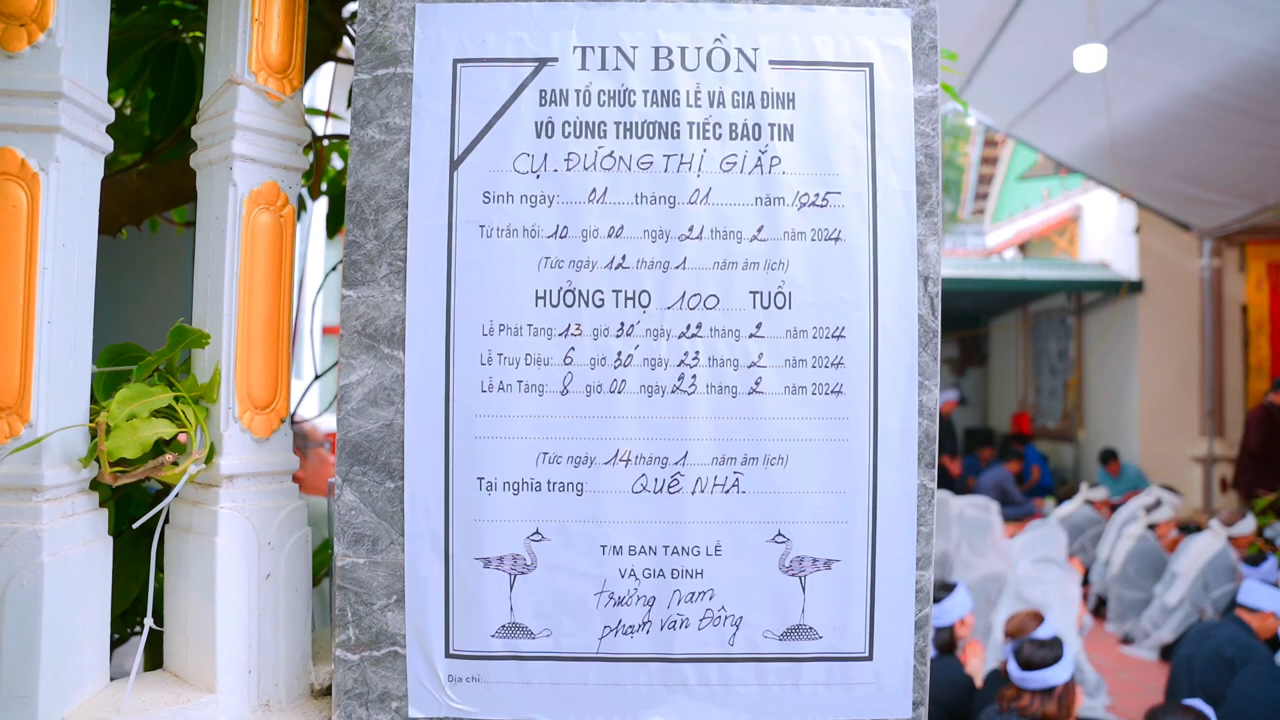 TIN BUỒN
BAN TỔ CHỨC TANG LỄ VÀ GIA ĐÌNH
VÔ CÙNG THƯƠNG TIẾC BÁO TIN
CỤ. DƯƠNG THỊ GIẮP.
Sinh ngày:......01.......tháng...01...........năm.1925....
Từ trần hồi:.10....giờ.00......ngày..21...tháng..2.... năm 2024.
(Tức ngày..12.tháng.1.......năm âm lịch)
HƯỞNG THỌ ...100...... TUỔI
Lễ Phát Tang:.13...giờ.30'.ngày..22..tháng..2.... năm 2024
Lễ Truy Điệu:..6....giờ.30'.ngày..23...tháng..2.... năm 2024
Lễ An Táng:...8....giờ.00..ngày..23...tháng..2.... năm 2024.
(Tức ngày...14.tháng..1......năm âm lịch)
Tại nghĩa trang:..........QUÊ NHÀ.
T/M BAN TANG LỄ
VÀ GIA ĐÌNH
trưởng nam
phạm văn Đông
Địa chỉ: